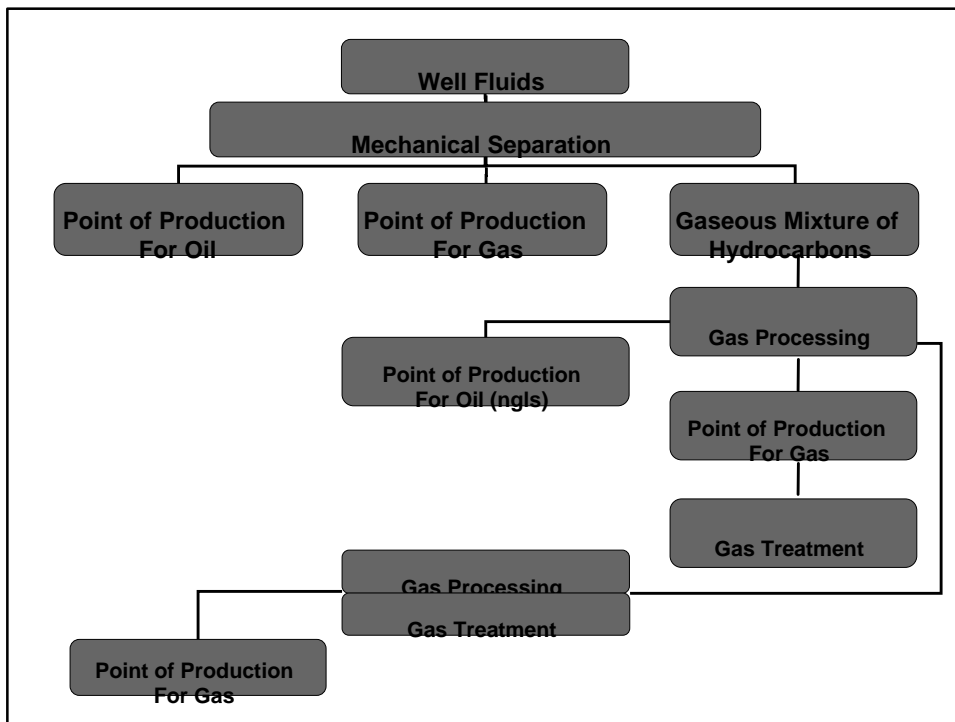 Well Fluids
Mechanical Separation
Point of Production
For Oil
Point of Production
For Gas
Gaseous Mixture of
Hydrocarbons
Gas Processing
Point of Production
For Oil (ngls)
Point of Production
For Gas
Gas Treatment
Gas Processing
Gas Treatment
Point of Production
For Gas